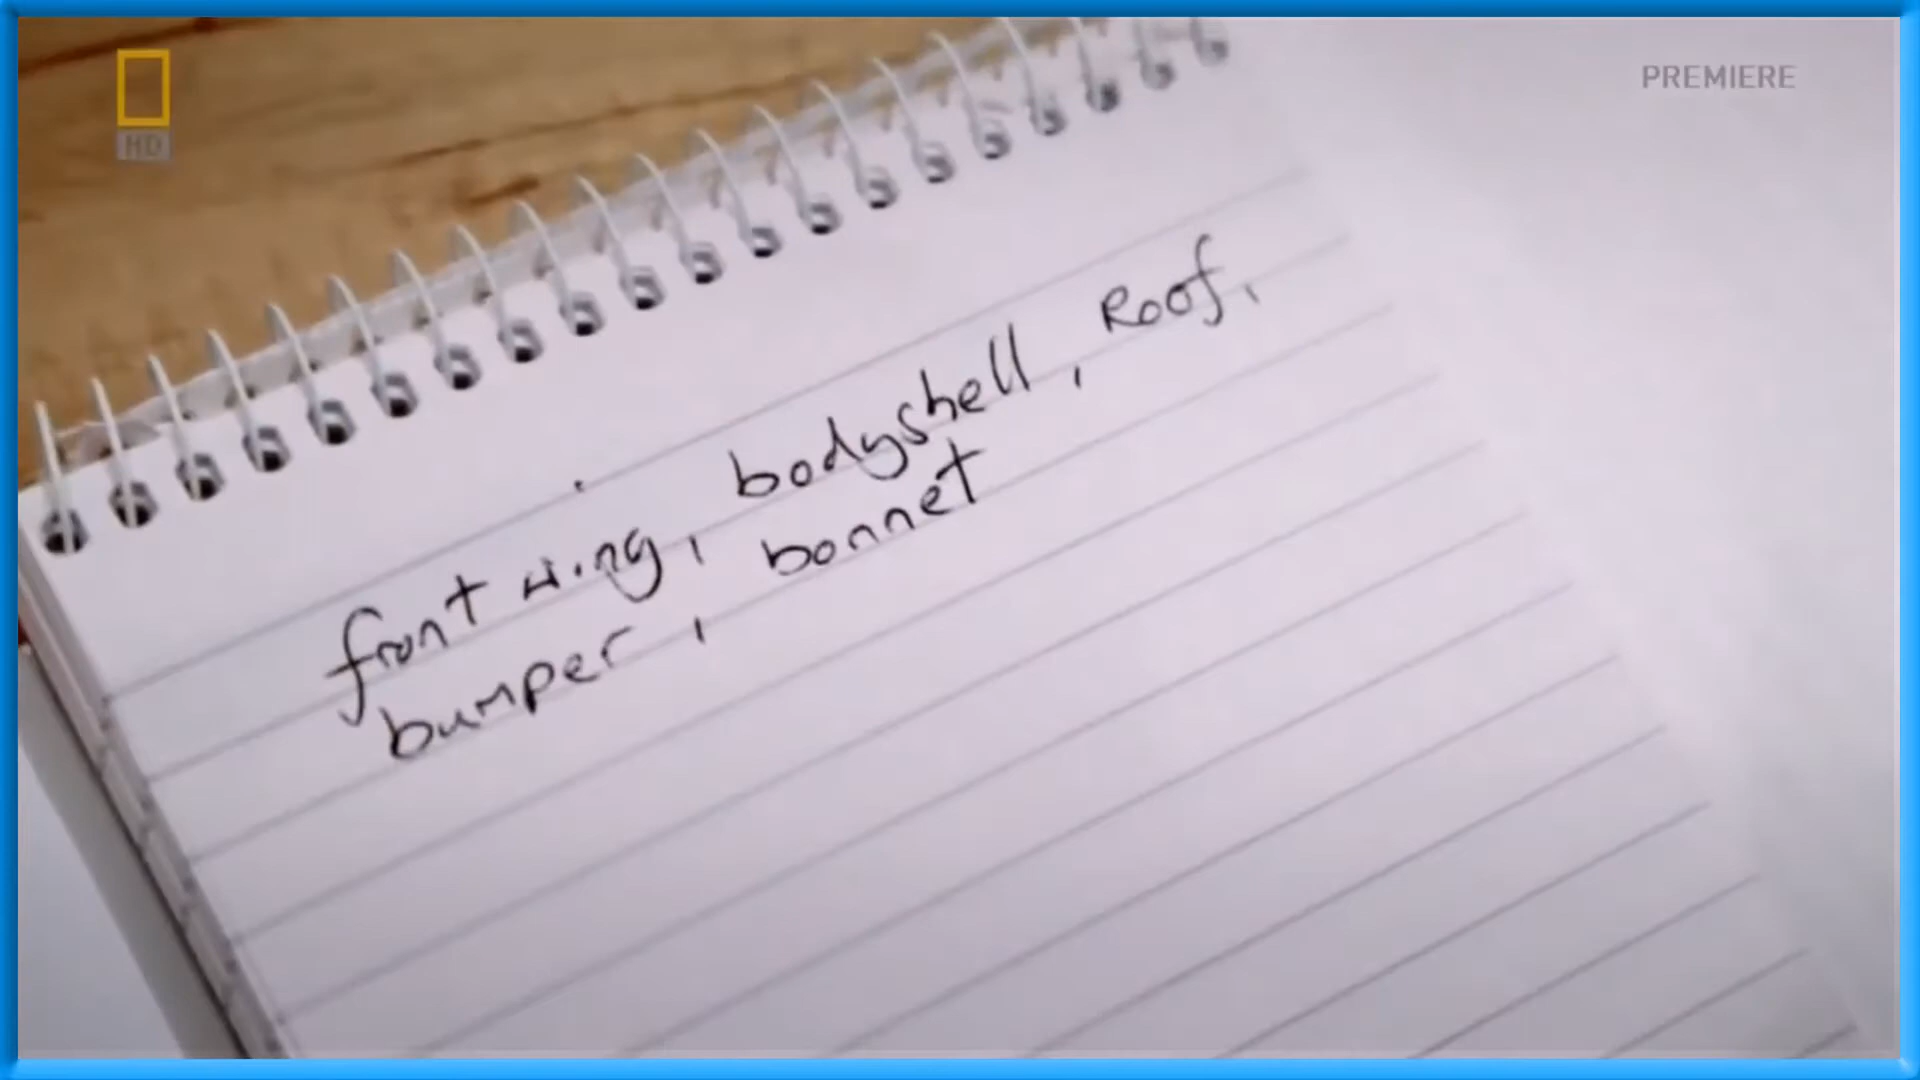 HD
PREMIERE
front wing, bodyshell, Roof,
bumper, bonnet